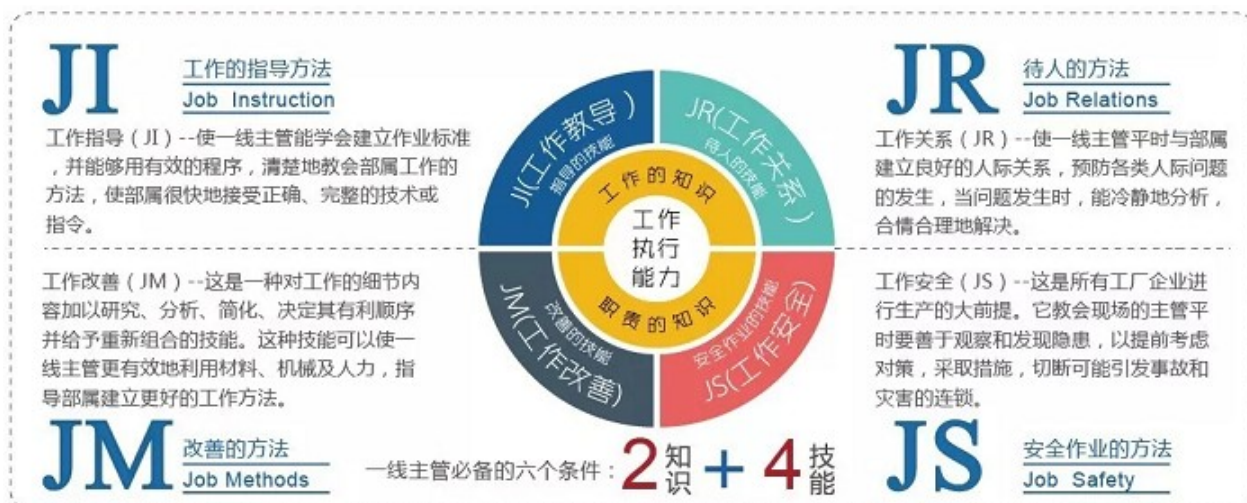 JI
工作的指导方法
Job Instruction
工作指导（JI）--使一线主管能学会建立作业标准
，并能够用有效的程序，清楚地教会部属工作的
方法，使部属很快地接受正确、完整的技术或
指令。
JR
待人的方法
Job Relations
工作关系（JR）--使一线主管平时与部属
建立良好的人际关系，预防各类人际问题
的发生，当问题发生时，能冷静地分析，
合情合理地解决。
JI(工作教导)
指导的技能
JR(工作关系)
待人的技能
工作的知识
工作
执行
能力
职责的知识
JM(工作改善)
改善的技能
JS(工作安全)
安全作业的技能
工作改善（JM）--这是一种对工作的细节内
容加以研究、分析、简化、决定其有利顺序
并给予重新组合的技能。这种技能可以使一
线主管更有效地利用材料、机械及人力，指
导部属建立更好的工作方法。
JM
改善的方法
Job Methods
工作安全（JS）--这是所有工厂企业进
行生产的大前提。它教会现场的主管平
时要善于观察和发现隐患，以提前考虑
对策，采取措施，切断可能引发事故和
灾害的连锁。
JS
安全作业的方法
Job Safety
一线主管必备的六个条件：2知识+4技能